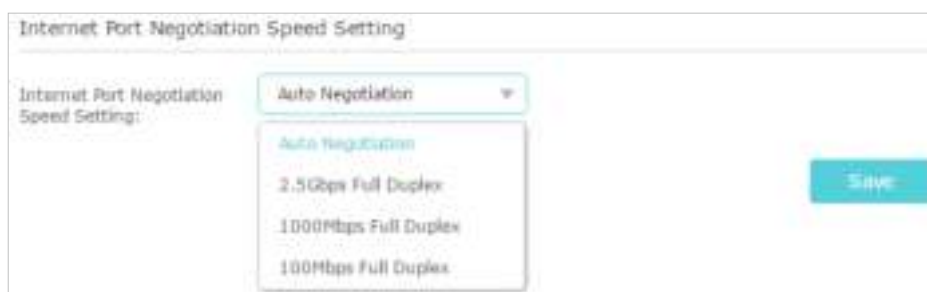 Internet Port Negotiation Speed Setting
Internet Port Negotiation
Speed Setting:
Auto Negotiation
Auto Negotiation
2.5Gbps Full Duplex
1000Mbps Full Duplex
100Mbps Full Duplex
Save